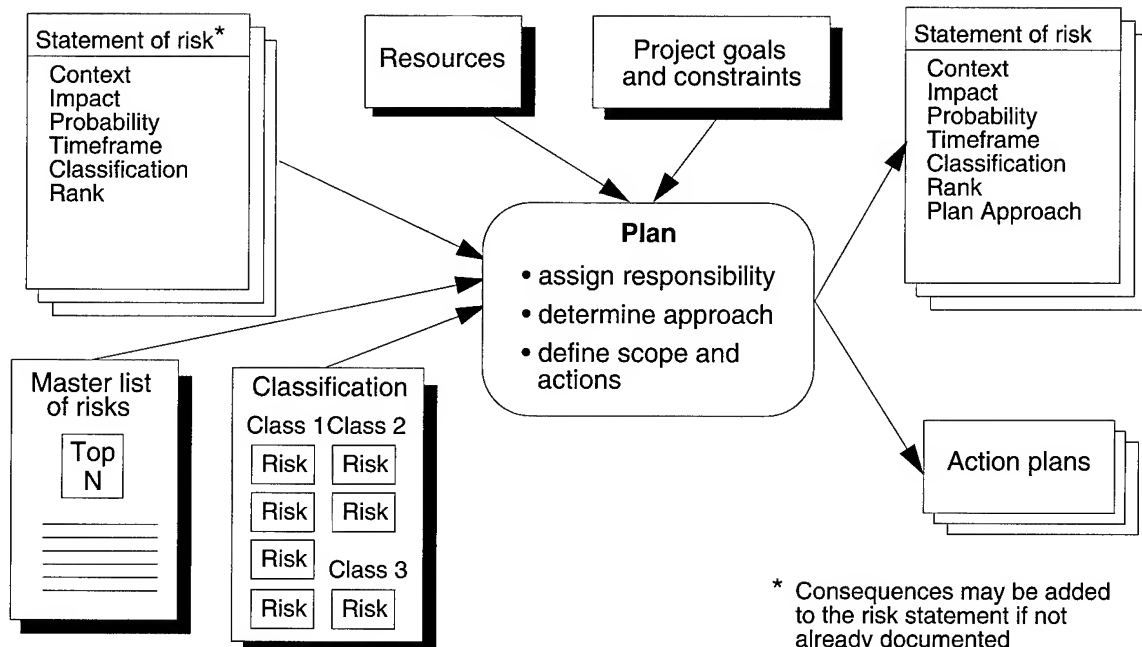 Statement of risk*
Context
Impact
Probability
Timeframe
Classification
Rank
Resources
Project goals
and constraints
Statement of risk
Context
Impact
Probability
Timeframe
Classification
Rank
Plan Approach
Plan
• assign responsibility
• determine approach
• define scope and
actions
Master list
of risks
Top
N
Classification
Class 1 Class 2
Risk Risk
Risk Risk
Risk
Class 3
Risk Risk
Action plans
* Consequences may be added
to the risk statement if not
already documented